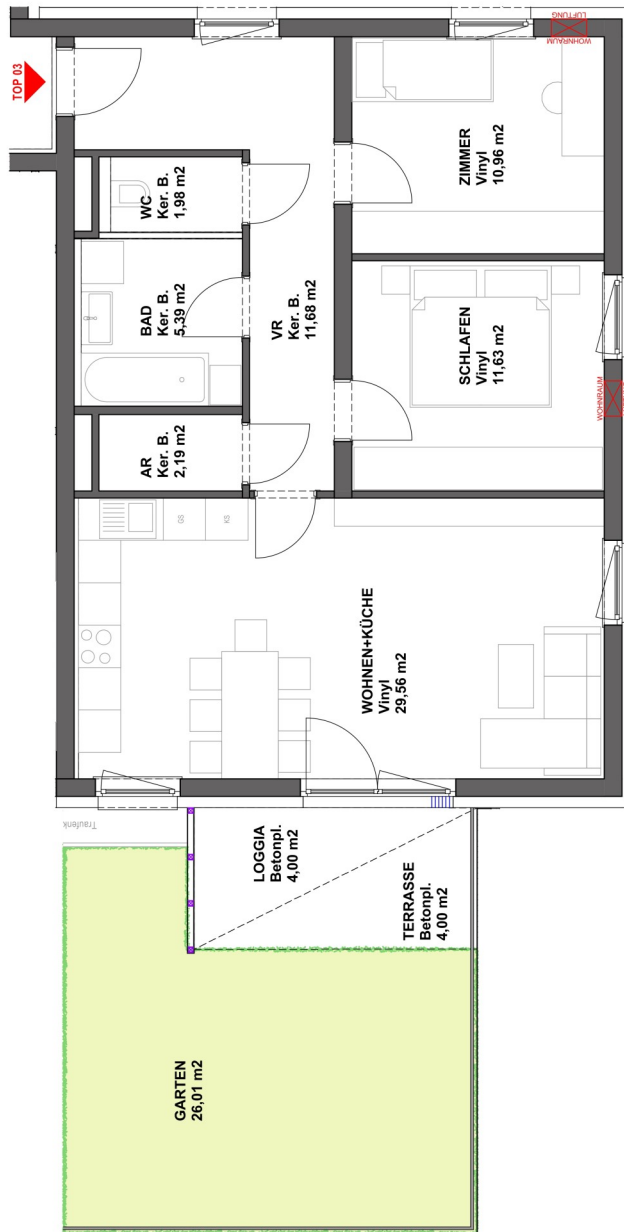 TOP 03
LÜFTUNG
WOHNRAUM
WC
Ker. B.
1,98 m2
ZIMMER
Vinyl
10,96 m2
BAD
Ker. B.
5,39 m2
VR
Ker. B.
11,68 m2
SCHLAFEN
Vinyl
11,63 m2
WOHNRAUM
AR
Ker. B.
2,19 m2
GS
KS
WOHNEN+KÜCHE
Vinyl
29,56 m2
Traufenk
LOGGIA
Betonpl.
4,00 m2
TERRASSE
Betonpl.
4,00 m2
GARTEN
26,01 m2